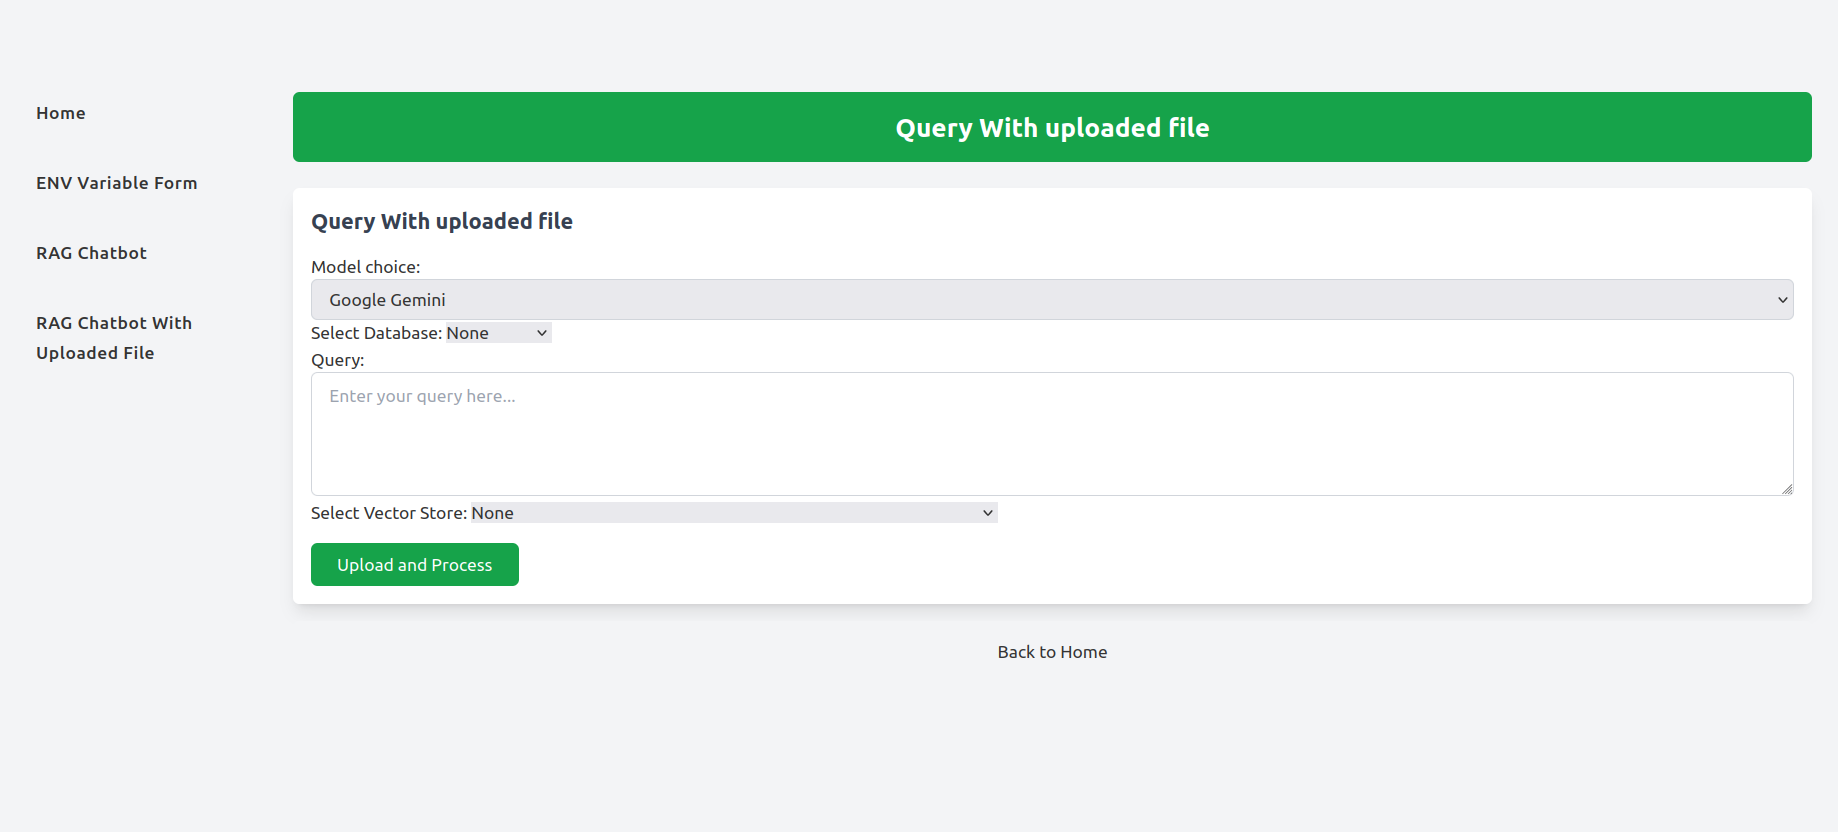 Home
ENV Variable Form
RAG Chatbot
RAG Chatbot With
Uploaded File
Query With uploaded file
Query With uploaded file
Model choice:
Google Gemini
Select Database: None
Query:
Enter your query here...
Select Vector Store: None
Upload and Process
Back to Home